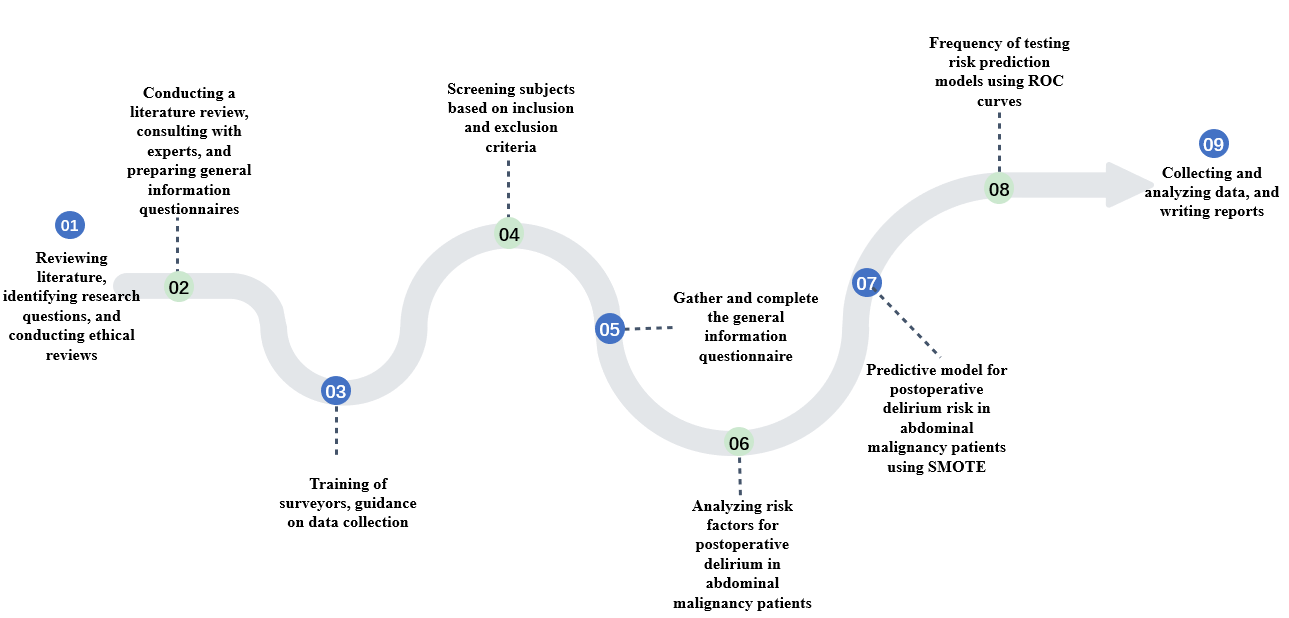 01
Reviewing
literature,
identifying research
questions, and
conducting ethical
reviews
Conducting a
literature review,
consulting with
experts, and
preparing general
information
questionnaires
02
03
Training of
surveyors, guidance
on data collection
Screening subjects
based on inclusion
and exclusion
criteria
04
05
Gather and complete
the general
information
questionnaire
06
Analyzing risk
factors for
postoperative
delirium in
abdominal
malignancy patients
07
Predictive model for
postoperative
delirium risk in
abdominal
malignancy patients
using SMOTE
Frequency of testing
risk prediction
models using ROC
curves
08
09
Collecting and
analyzing data, and
writing reports